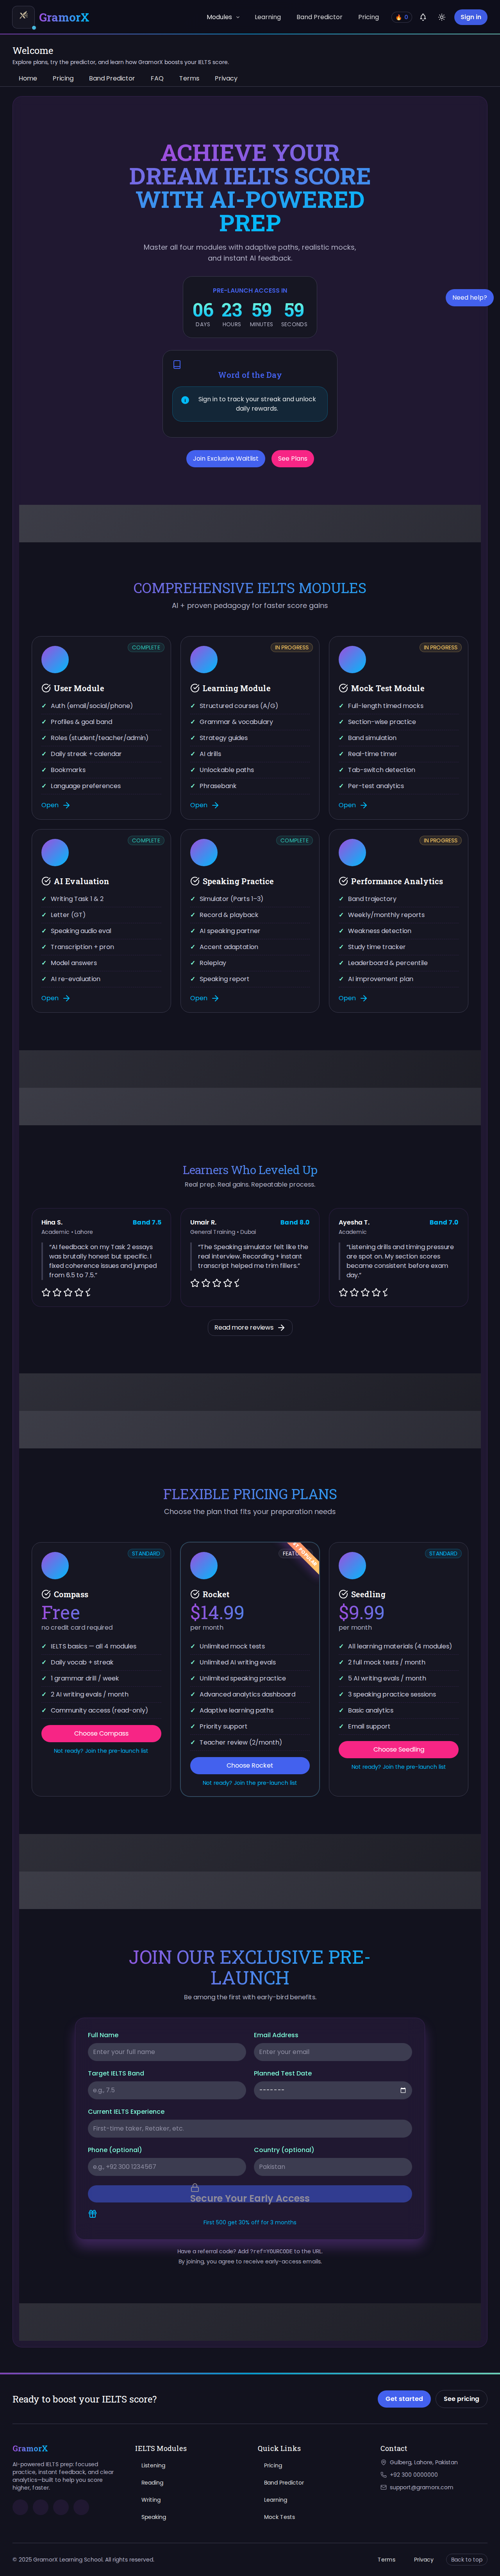 GramorX
Modules
Learning
Band Predictor
Pricing
0
Sign in
Welcome
Explore plans, try the predictor, and learn how GramorX boosts your IELTS score.
Home
Pricing
Band Predictor
FAQ
Terms
Privacy
ACHIEVE YOUR
DREAM IELTS SCORE
WITH AI-POWERED
PREP
Master all four modules with adaptive paths, realistic mocks,
and instant AI feedback.
PRE-LAUNCH ACCESS IN
06 23 59 59
DAYS HOURS MINUTES SECONDS
Need help?
Word of the Day
Sign in to track your streak and unlock
daily rewards.
Join Exclusive Waitlist
See Plans
COMPREHENSIVE IELTS MODULES
AI + proven pedagogy for faster score gains
COMPLETE
User Module
✓ Auth (email/social/phone)
✓ Profiles & goal band
✓ Roles (student/teacher/admin)
✓ Daily streak + calendar
✓ Bookmarks
✓ Language preferences
Open
IN PROGRESS
Learning Module
✓ Structured courses (A/G)
✓ Grammar & vocabulary
✓ Strategy guides
✓ AI drills
✓ Unlockable paths
✓ Phrasebank
Open
IN PROGRESS
Mock Test Module
✓ Full-length timed mocks
✓ Section-wise practice
✓ Band simulation
✓ Real-time timer
✓ Tab-switch detection
✓ Per-test analytics
Open
COMPLETE
AI Evaluation
✓ Writing Task 1 & 2
✓ Letter (GT)
✓ Speaking audio eval
✓ Transcription + pron
✓ Model answers
✓ AI re-evaluation
Open
COMPLETE
Speaking Practice
✓ Simulator (Parts 1–3)
✓ Record & playback
✓ AI speaking partner
✓ Accent adaptation
✓ Roleplay
✓ Speaking report
Open
IN PROGRESS
Performance Analytics
✓ Band trajectory
✓ Weekly/monthly reports
✓ Weakness detection
✓ Study time tracker
✓ Leaderboard & percentile
✓ AI improvement plan
Open
Learners Who Leveled Up
Real prep. Real gains. Repeatable process.
Hina S.
Band 7.5
Academic • Lahore
“AI feedback on my Task 2 essays
was brutally honest but specific. I
fixed coherence issues and jumped
from 6.5 to 7.5.”
Umair R.
Band 8.0
General Training • Dubai
“The Speaking simulator felt like the
real interview. Recording + instant
transcript helped me trim fillers.”
Ayesha T.
Band 7.0
Academic
“Listening drills and timing pressure
are spot on. My section scores
became consistent before exam
day.”
Read more reviews
FLEXIBLE PRICING PLANS
Choose the plan that fits your preparation needs
STANDARD
Compass
Free
no credit card required
✓ IELTS basics — all 4 modules
✓ Daily vocab + streak
✓ 1 grammar drill / week
✓ 2 AI writing evals / month
✓ Community access (read-only)
Choose Compass
Not ready? Join the pre-launch list
Rocket
$14.99
per month
✓ Unlimited mock tests
✓ Unlimited AI writing evals
✓ Unlimited speaking practice
✓ Advanced analytics dashboard
✓ Adaptive learning paths
✓ Priority support
✓ Teacher review (2/month)
Choose Rocket
Not ready? Join the pre-launch list
STANDARD
Seedling
$9.99
per month
✓ All learning materials (4 modules)
✓ 2 full mock tests / month
✓ 5 AI writing evals / month
✓ 3 speaking practice sessions
✓ Basic analytics
✓ Email support
Choose Seedling
Not ready? Join the pre-launch list
JOIN OUR EXCLUSIVE PRE-
LAUNCH
Be among the first with early-bird benefits.
Full Name
Enter your full name
Email Address
Enter your email
Target IELTS Band
e.g., 7.5
Planned Test Date
-------
Current IELTS Experience
First-time taker, Retaker, etc.
Phone (optional)
e.g., +92 300 1234567
Country (optional)
Pakistan
Secure Your Early Access
First 500 get 30% off for 3 months
Have a referral code? Add ?ref=YOURCODE to the URL.
By joining, you agree to receive early-access emails.
Ready to boost your IELTS score?
Get started
See pricing
GramorX
AI-powered IELTS prep: focused
practice, instant feedback, and clear
analytics—built to help you score
higher, faster.
IELTS Modules
Listening
Reading
Writing
Speaking
Quick Links
Pricing
Band Predictor
Learning
Mock Tests
Contact
Gulberg, Lahore, Pakistan
+92 300 0000000
support@gramorx.com
© 2025 GramorX Learning School. All rights reserved.
Terms
Privacy
Back to top